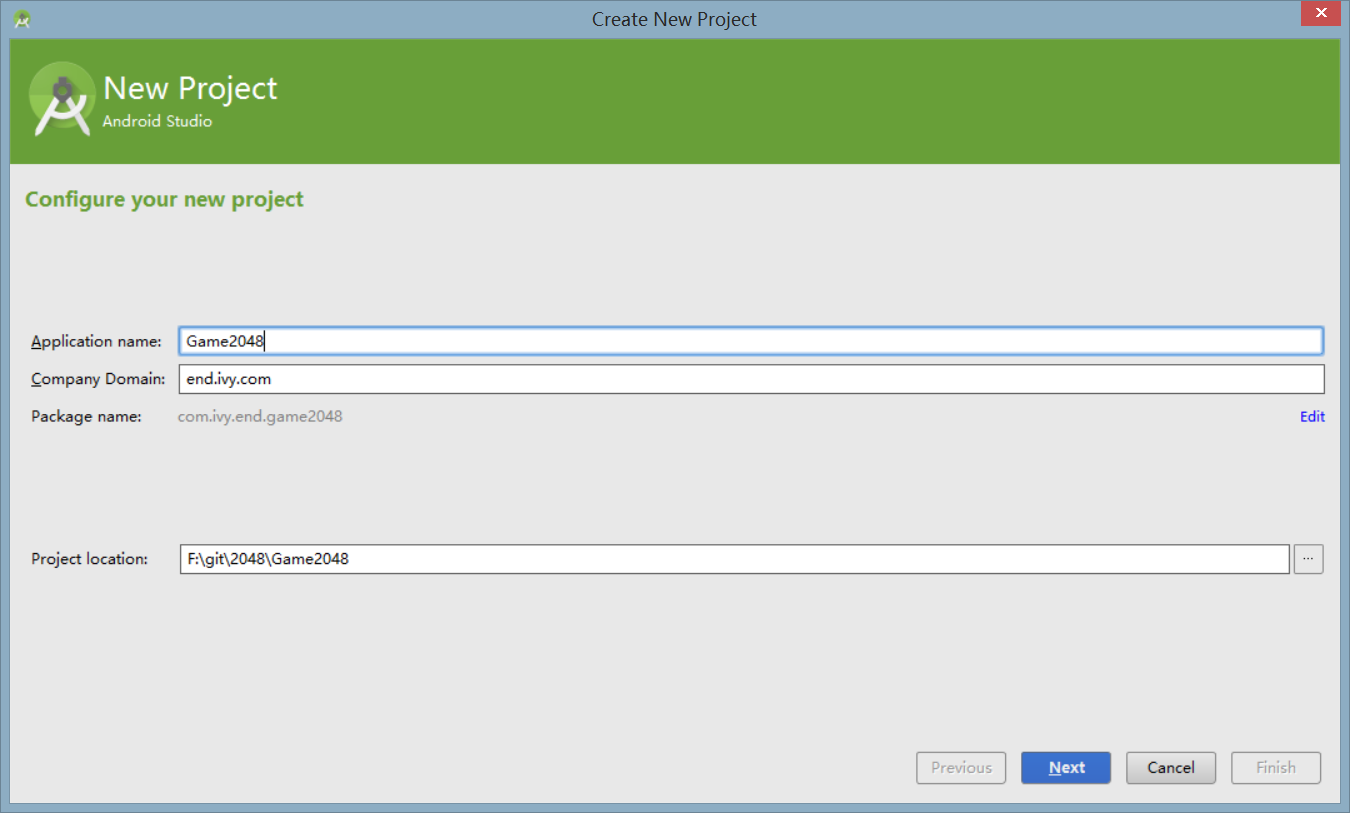 Create New Project
New Project
Android Studio
Configure your new project
Application name: Game2048
Company Domain: end.ivy.com
Package name: com.ivy.end.game2048 Edit
Project location: F:\git\2048\Game2048 ...
Previous Next Cancel Finish